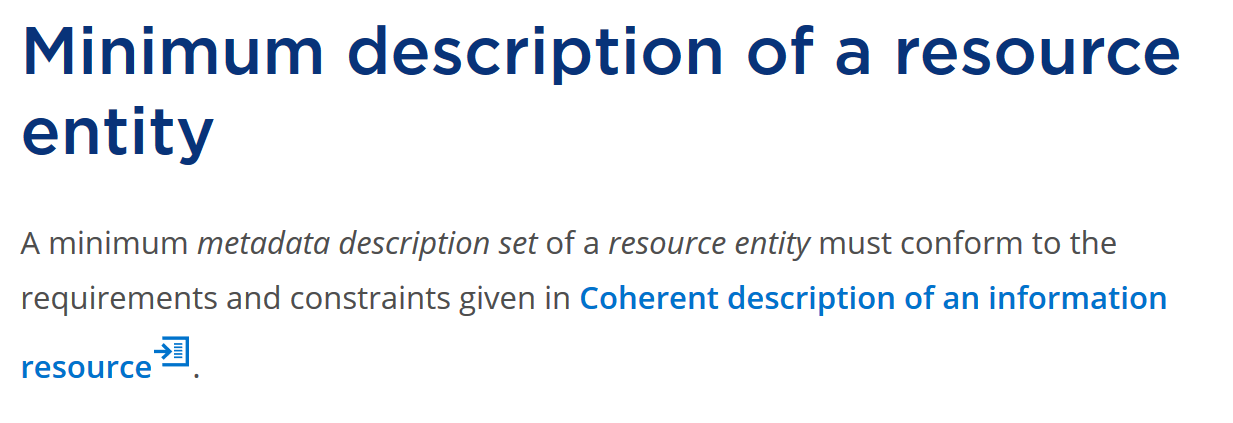 Minimum description of a resource
entity
A minimum metadata description set of a resource entity must conform to the
requirements and constraints given in Coherent description of an information
resource.